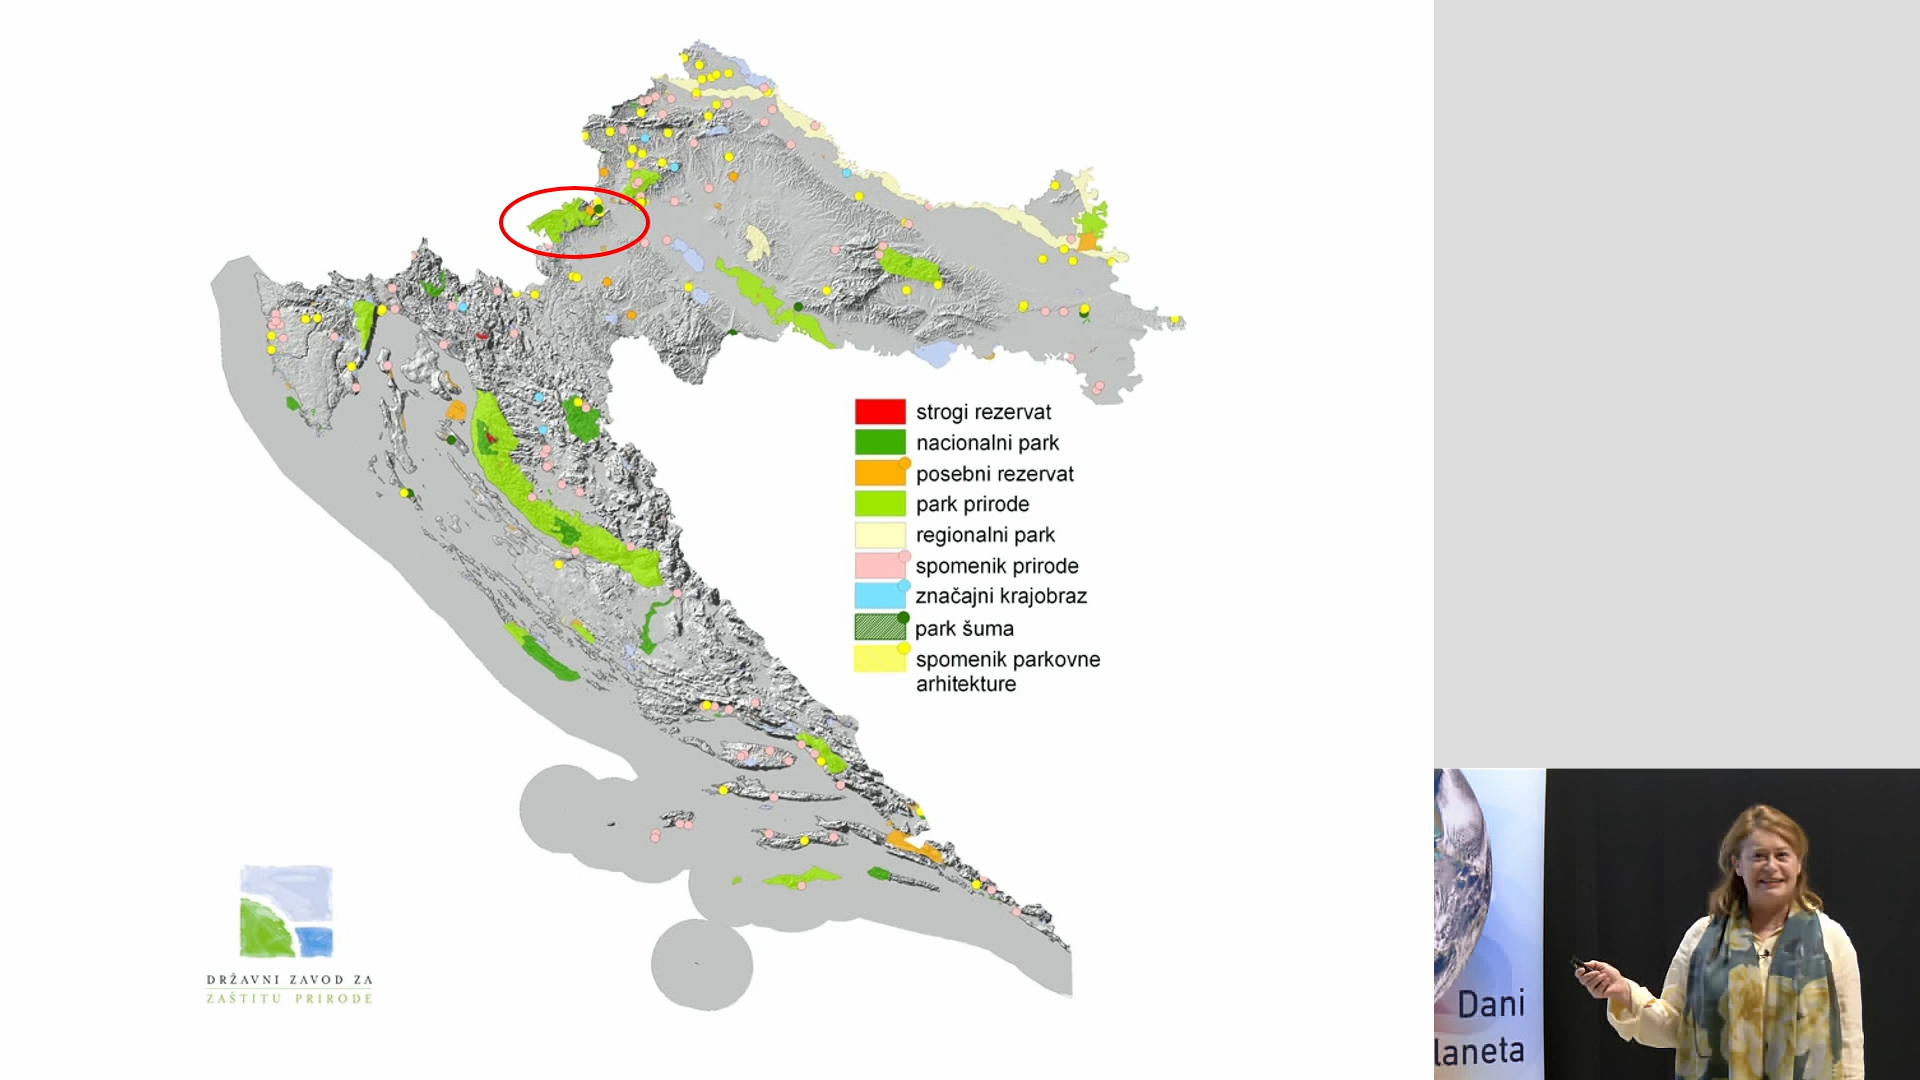 strogi rezervat
nacionalni park
posebni rezervat
park prirode
regionalni park
spomenik prirode
značajni krajobraz
park šuma
spomenik parkovne
arhitekture
DRŽAVNI ZAVOD ZA
ZAŠTITU PRIRODE
Dani
laneta